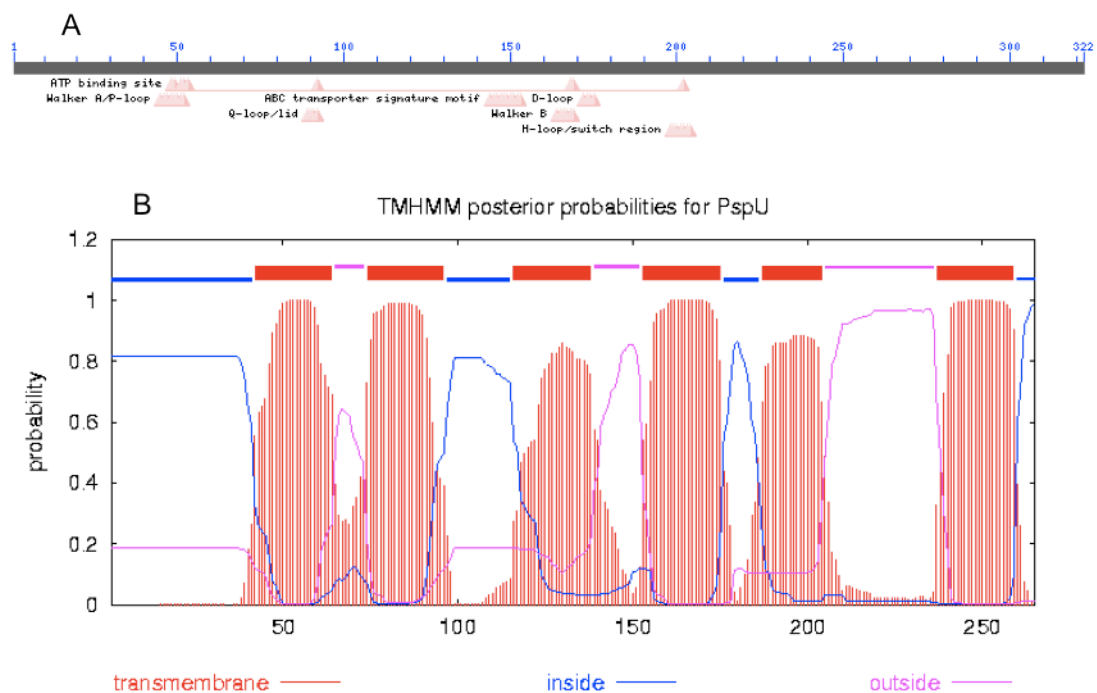 A
1 50 100 150 200 250 300 322
ATP binding site
Walker A/P-loop ABC transporter signature motif D-loop
Q-loop/lid Walker B
H-loop/switch region
B TMHMM posterior probabilities for PspU
1.2
1
0.8
0.6
0.4
0.2
0
probability
50 100 150 200 250
transmembrane inside outside